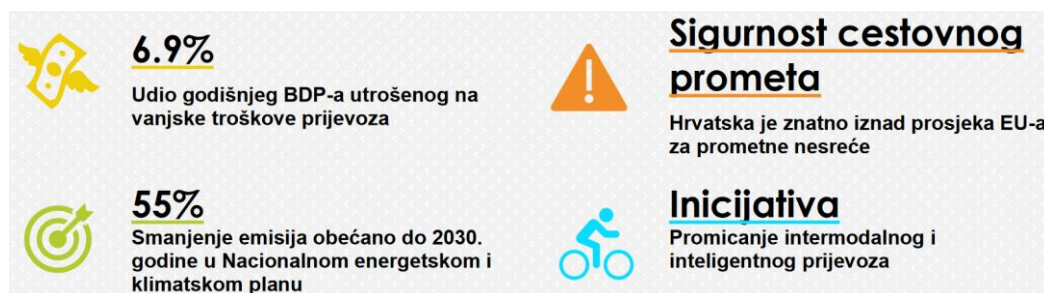 6.9%
Udio godišnjeg BDP-a utrošenog na
vanjske troškove prijevoza
Sigurnost cestovnog
prometa
Hrvatska je znatno iznad prosjeka EU-a
za prometne nesreće
55%
Smanjenje emisija obećano do 2030.
godine u Nacionalnom energetskom i
klimatskom planu
Inicijativa
Promicanje intermodalnog i
inteligentnog prijevoza